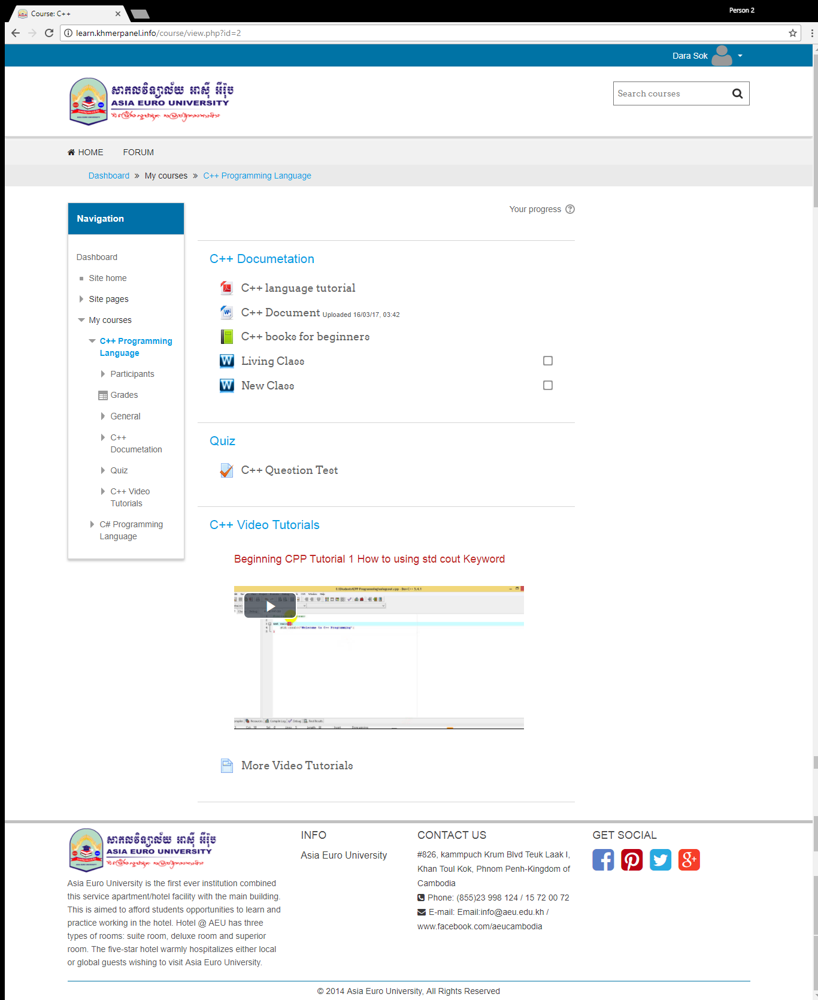 Person 2
Course: C++
learn.khmerpanel.info/course/view.php?id=2
Dara Sok
សាកលវិទ្យាល័យ អាស៊ី អឺរ៉ុប
ASIA EURO UNIVERSITY
Search courses
HOME FORUM
Dashboard » My courses » C++ Programming Language
Navigation
Dashboard
Site home
Site pages
My courses
C++ Programming
Language
Participants
Grades
General
C++
Documetation
Quiz
C++ Video
Tutorials
C# Programming
Language
Your progress
C++ Documetation
C++ language tutorial
C++ Document Uploaded 16/03/17, 03:42
C++ books for beginners
Living Class
New Class
Quiz
C++ Question Test
C++ Video Tutorials
Beginning CPP Tutorial 1 How to using std cout Keyword
More Video Tutorials
សាកលវិទ្យាល័យ អាស៊ី អឺរ៉ុប
ASIA EURO UNIVERSITY
Asia Euro University is the first ever institution combined
this service apartment/hotel facility with the main building.
This is aimed to afford students opportunities to learn and
practice working in the hotel. Hotel @ AEU has three
types of rooms: suite room, deluxe room and superior
room. The five-star hotel warmly hospitalizes either local
or global guests wishing to visit Asia Euro University.
INFO
Asia Euro University
CONTACT US
#826, kammpuch Krum Blvd Teuk Laak I,
Khan Toul Kok, Phnom Penh-Kingdom of
Cambodia
Phone: (855)23 998 124 / 15 72 00 72
E-mail: Email:info@aeu.edu.kh /
www.facebook.com/aeucambodia
GET SOCIAL
© 2014 Asia Euro University, All Rights Reserved